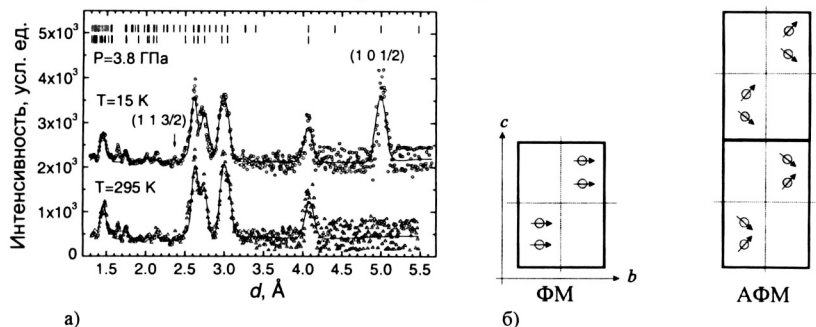 Интенсивность, усл. ед.
5x10³
4x10³
3x10³
2x10³
1x10³
0
P=3.8 ГПа
T=15 K
(1 1 3/2)
(1 0 1/2)
T=295 K
1.5 2.0 2.5 3.0 3.5 4.0 4.5 5.0 5.5
d, Å
а)
c
b
ФМ
АФМ
б)